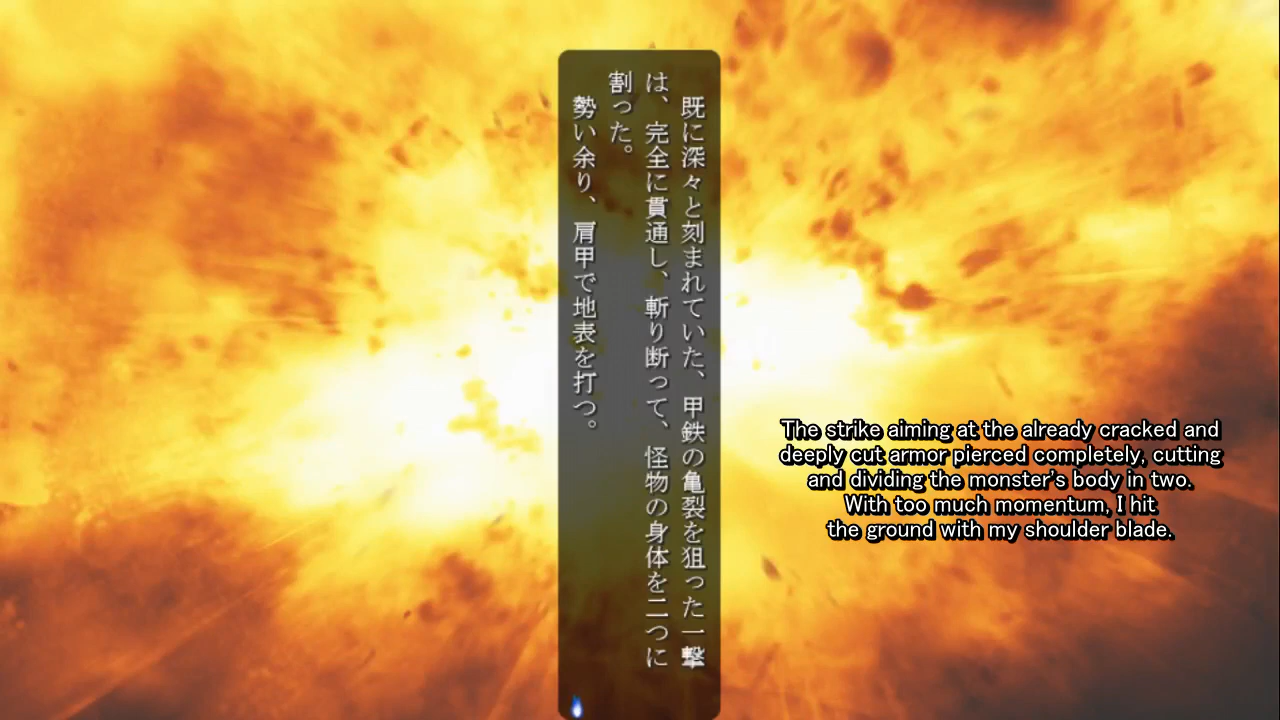 既に深々と刻まれていた、甲鉄の亀裂を狙った一撃
は、完全に貫通し、斬り断って、怪物の身体を二つに
割った。
勢い余り、肩甲で地表を打つ。
The strike aiming at the already cracked and
deeply cut armor pierced completely, cutting
and dividing the monster's body in two.
With too much momentum, I hit
the ground with my shoulder blade.